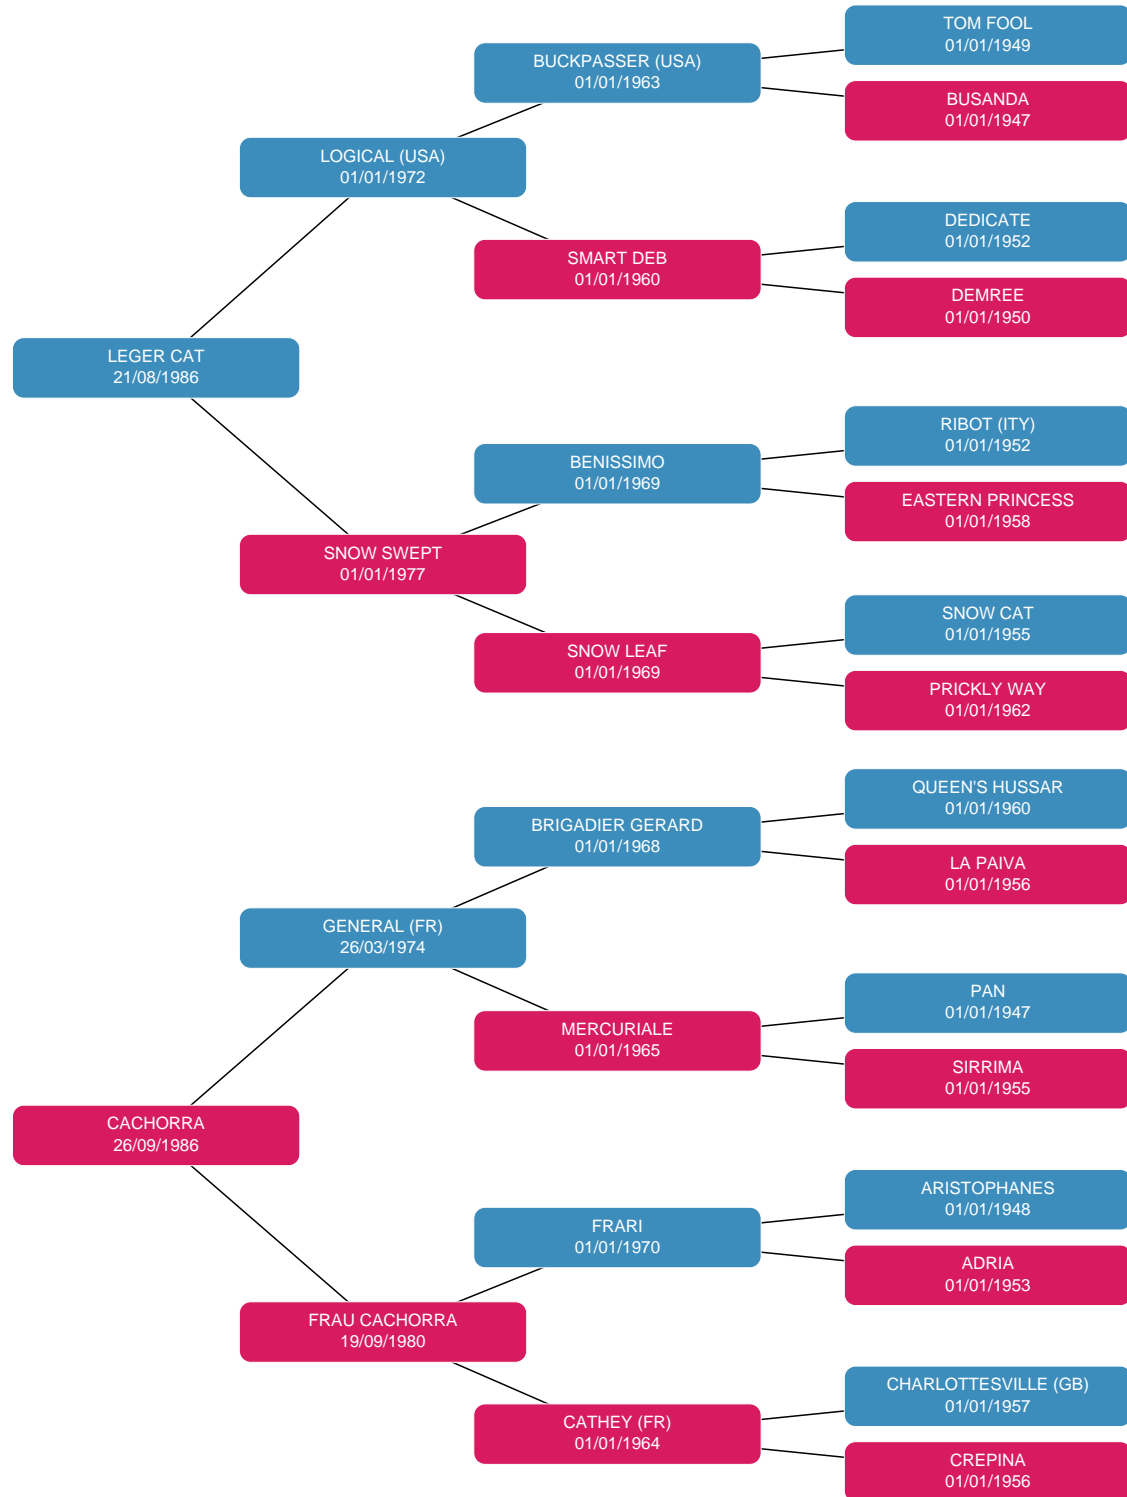 TOM FOOL
01/01/1949
BUCKPASSER (USA)
01/01/1963
BUSANDA
01/01/1947
LOGICAL (USA)
01/01/1972
DEDICATE
01/01/1952
SMART DEB
01/01/1960
DEMREE
01/01/1950
LEGER CAT
21/08/1986
RIBOT (ITY)
01/01/1952
BENISSIMO
01/01/1969
EASTERN PRINCESS
01/01/1958
SNOW SWEPT
01/01/1977
SNOW CAT
01/01/1955
SNOW LEAF
01/01/1969
PRICKLY WAY
01/01/1962
QUEEN'S HUSSAR
01/01/1960
BRIGADIER GERARD
01/01/1968
LA PAIVA
01/01/1956
GENERAL (FR)
26/03/1974
PAN
01/01/1947
MERCURIALE
01/01/1965
SIRRIMA
01/01/1955
CACHORRA
26/09/1986
ARISTOPHANES
01/01/1948
FRARI
01/01/1970
ADRIA
01/01/1953
FRAU CACHORRA
19/09/1980
CHARLOTTESVILLE (GB)
01/01/1957
CATHEY (FR)
01/01/1964
CREPINA
01/01/1956